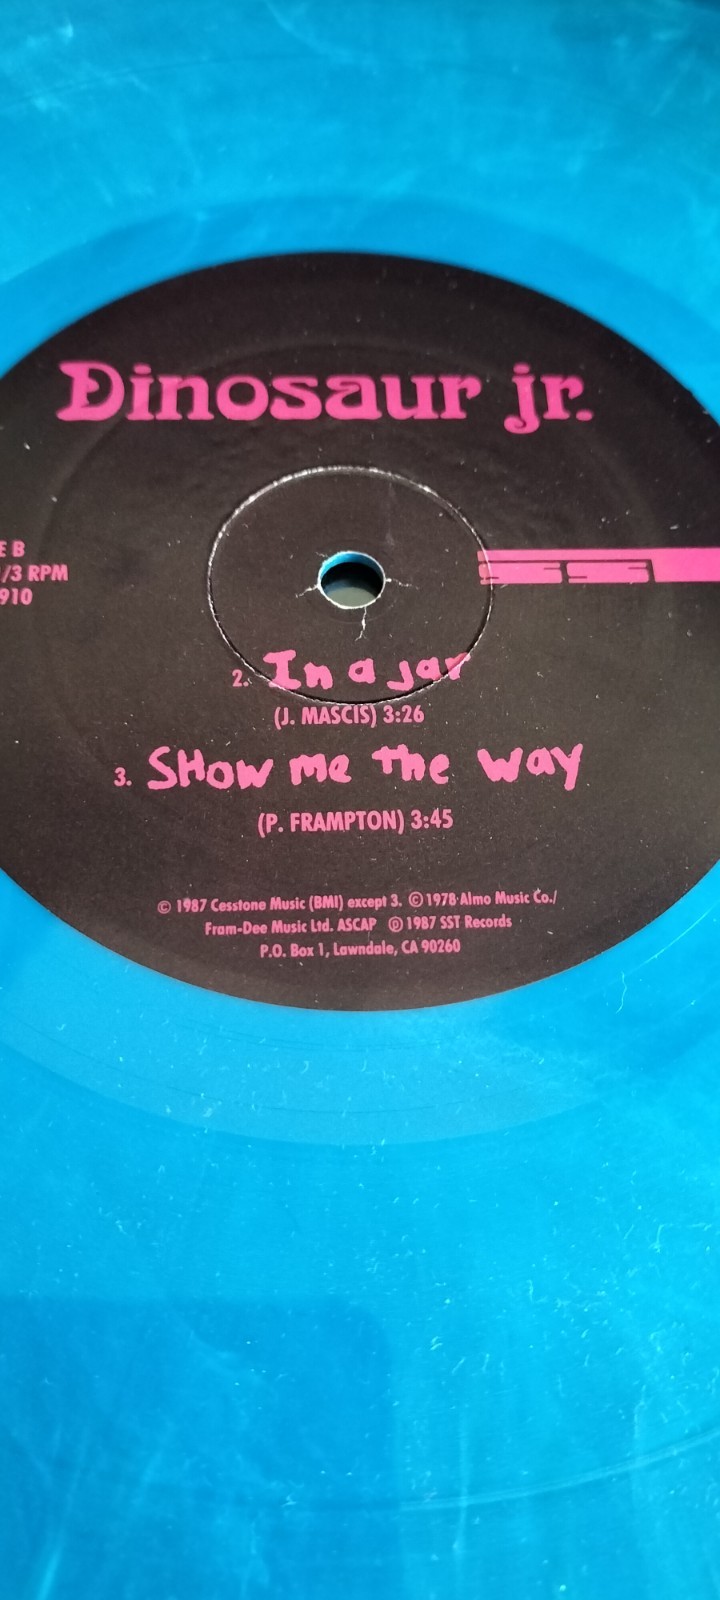 Dinosaur jr.
E B
/3 RPM
910
SST
2. In a jar
(J. MASCIS) 3:26
3. SHow me the way
(P. FRAMPTON) 3:45
© 1987 Cesstone Music (BMI) except 3. © 1978 Almo Music Co./
Fram-Dee Music Ltd. ASCAP ℗ 1987 SST Records
P.O. Box 1, Lawndale, CA 90260